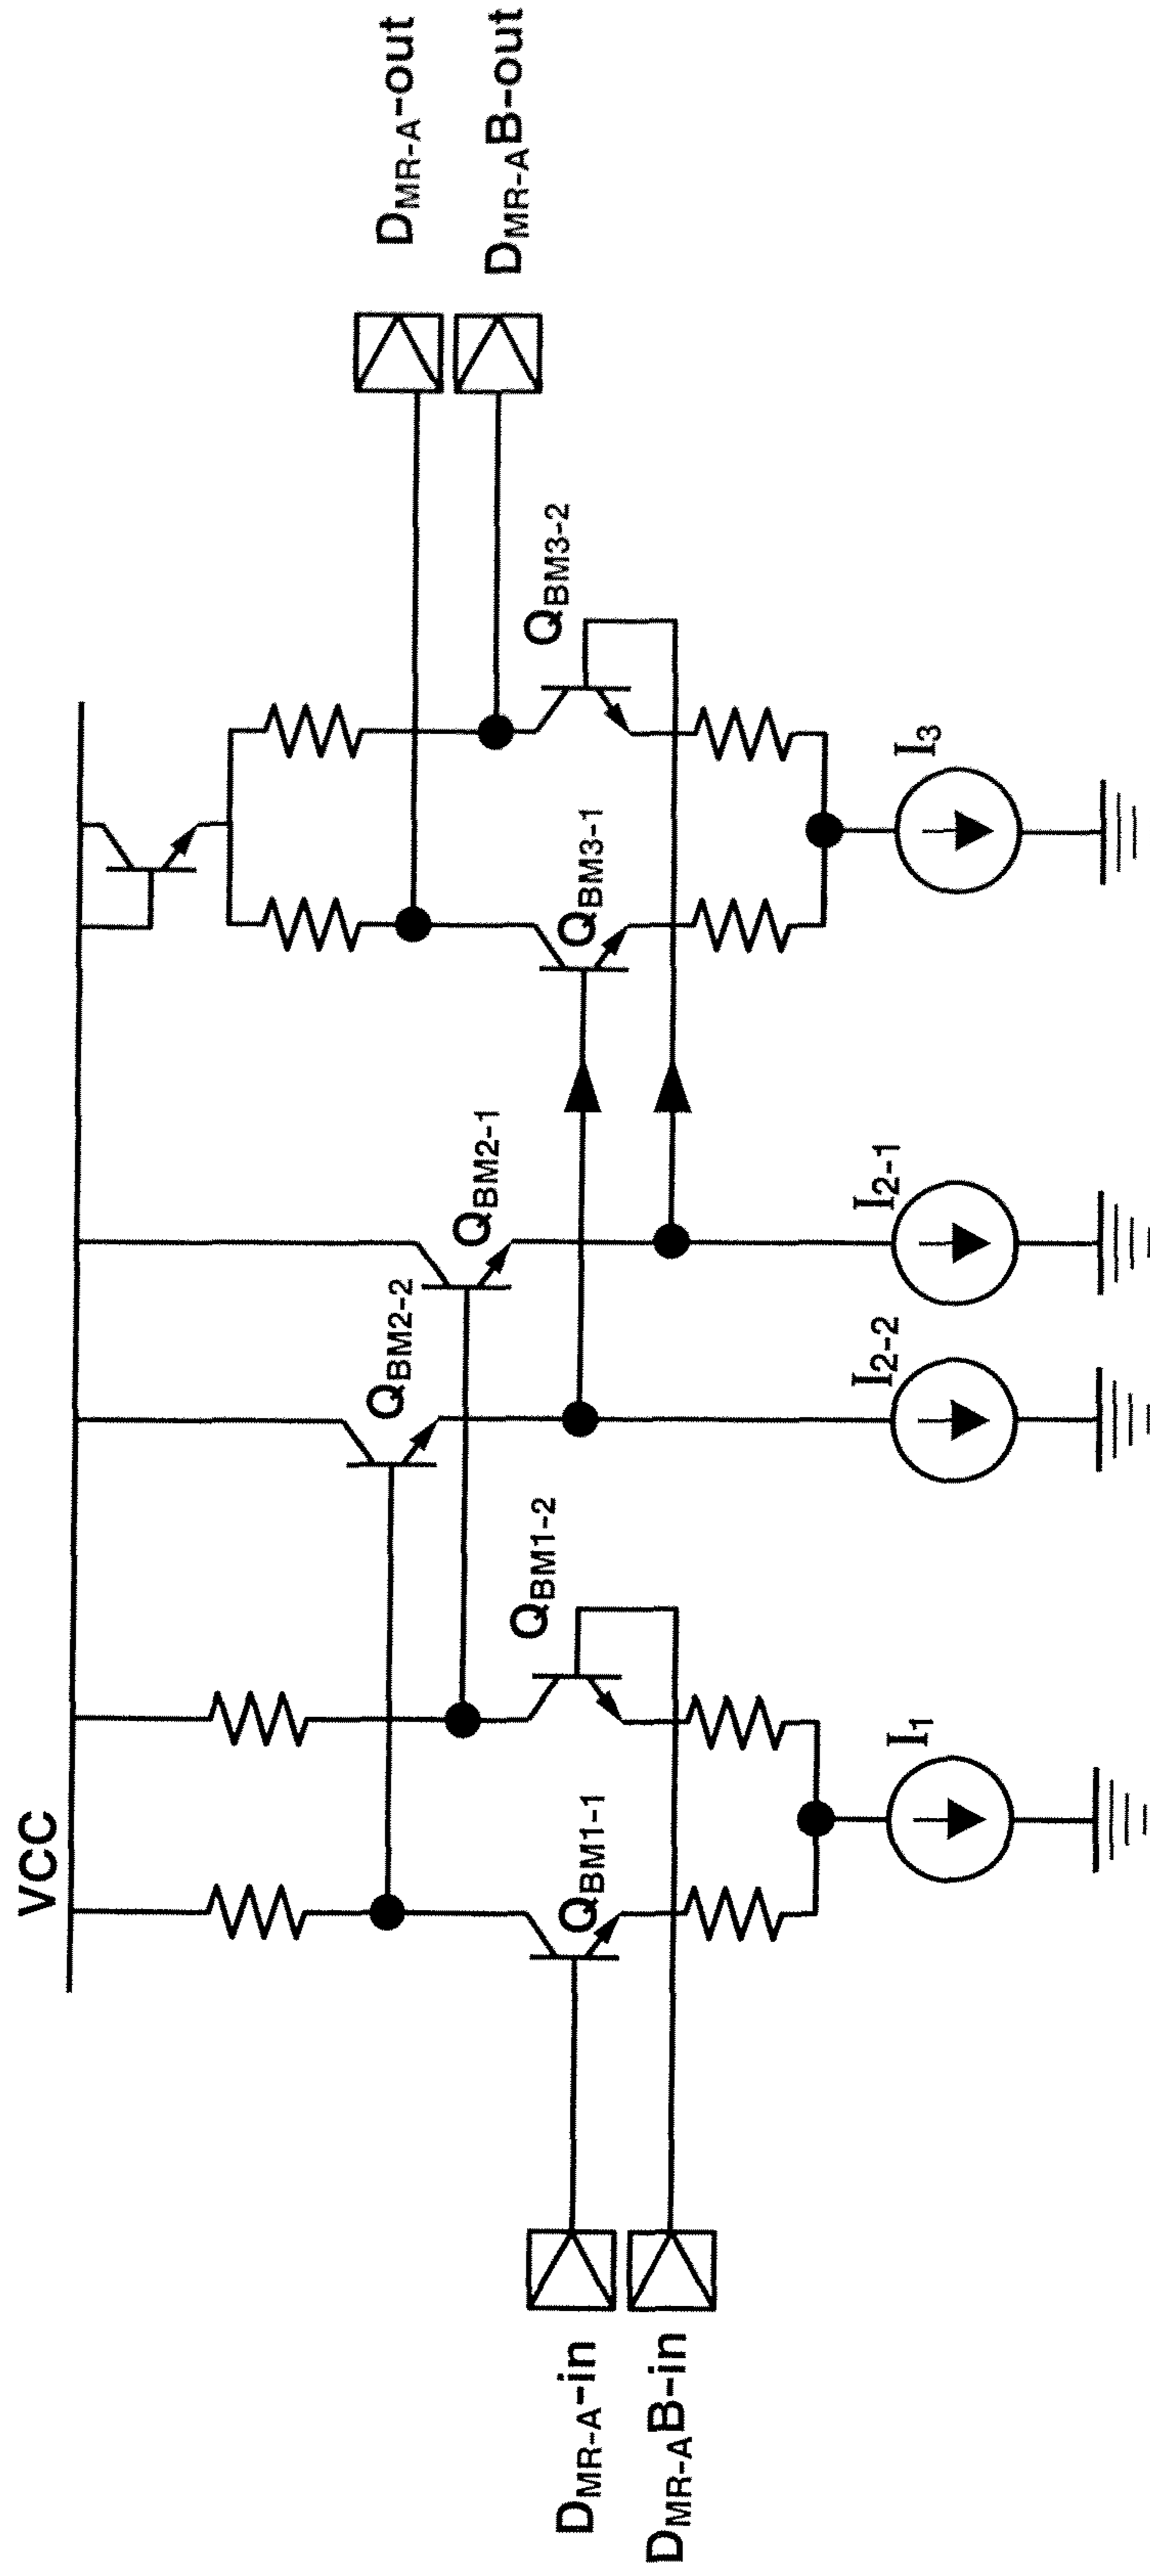 VCC
D_MR-A-in
D_MR-AB-in
Q_BM1-1
Q_BM1-2
I_1
Q_BM2-2
Q_BM2-1
I_2-2
I_2-1
Q_BM3-1
Q_BM3-2
I_3
D_MR-A-out
D_MR-AB-out